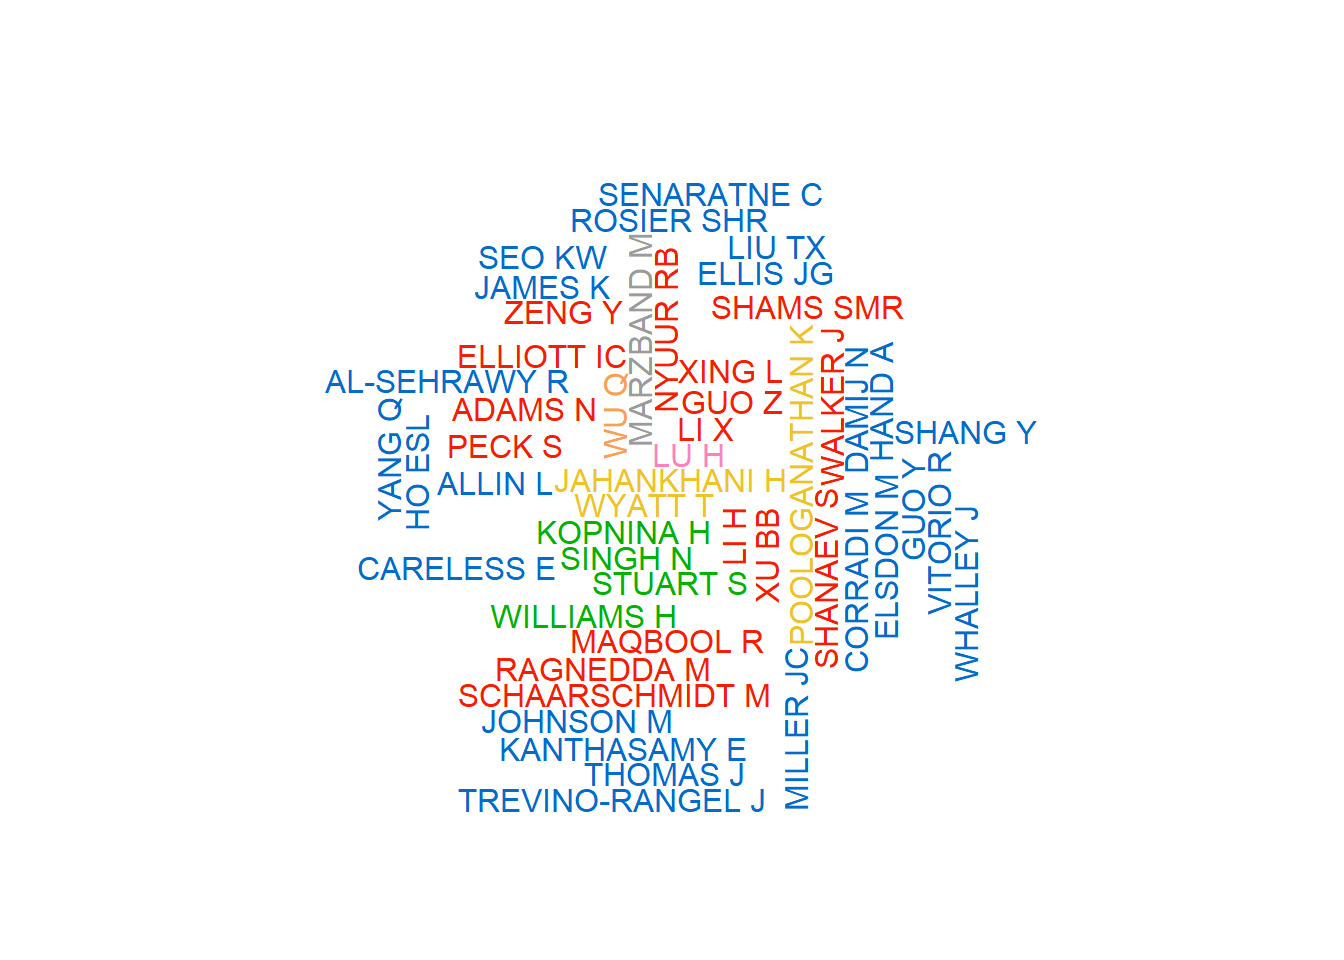 SENARATNE C
ROSIER SHR
LIU TX
SEO KW
ELLIS JG
JAMES K
SHAMS SMR
ZENG Y
MARZBAND M
NYUUR RB
ELLIOTT IC
XING L
AL-SEHRAWY R
GUO Z
ADAMS N
WU Q
LI X
PECK S
LU H
YANG Q
HO ESL
ALLIN L
JAHANKHANI H
WYATT T
POOLOGANATHAN K
WALKER J
DAMIJ N
HAND A
SHANG Y
KOPNINA H
LI H
XU BB
SINGH N
CARELESS E
STUART S
SHANAEV S
CORRADI M
ELSDON M
GUO Y
VITORIO R
WHALLEY J
WILLIAMS H
MAQBOOL R
RAGNEDDA M
SCHAARSCHMIDT M
JOHNSON M
MILLER JC
KANTHASAMY E
THOMAS J
TREVINO-RANGEL J